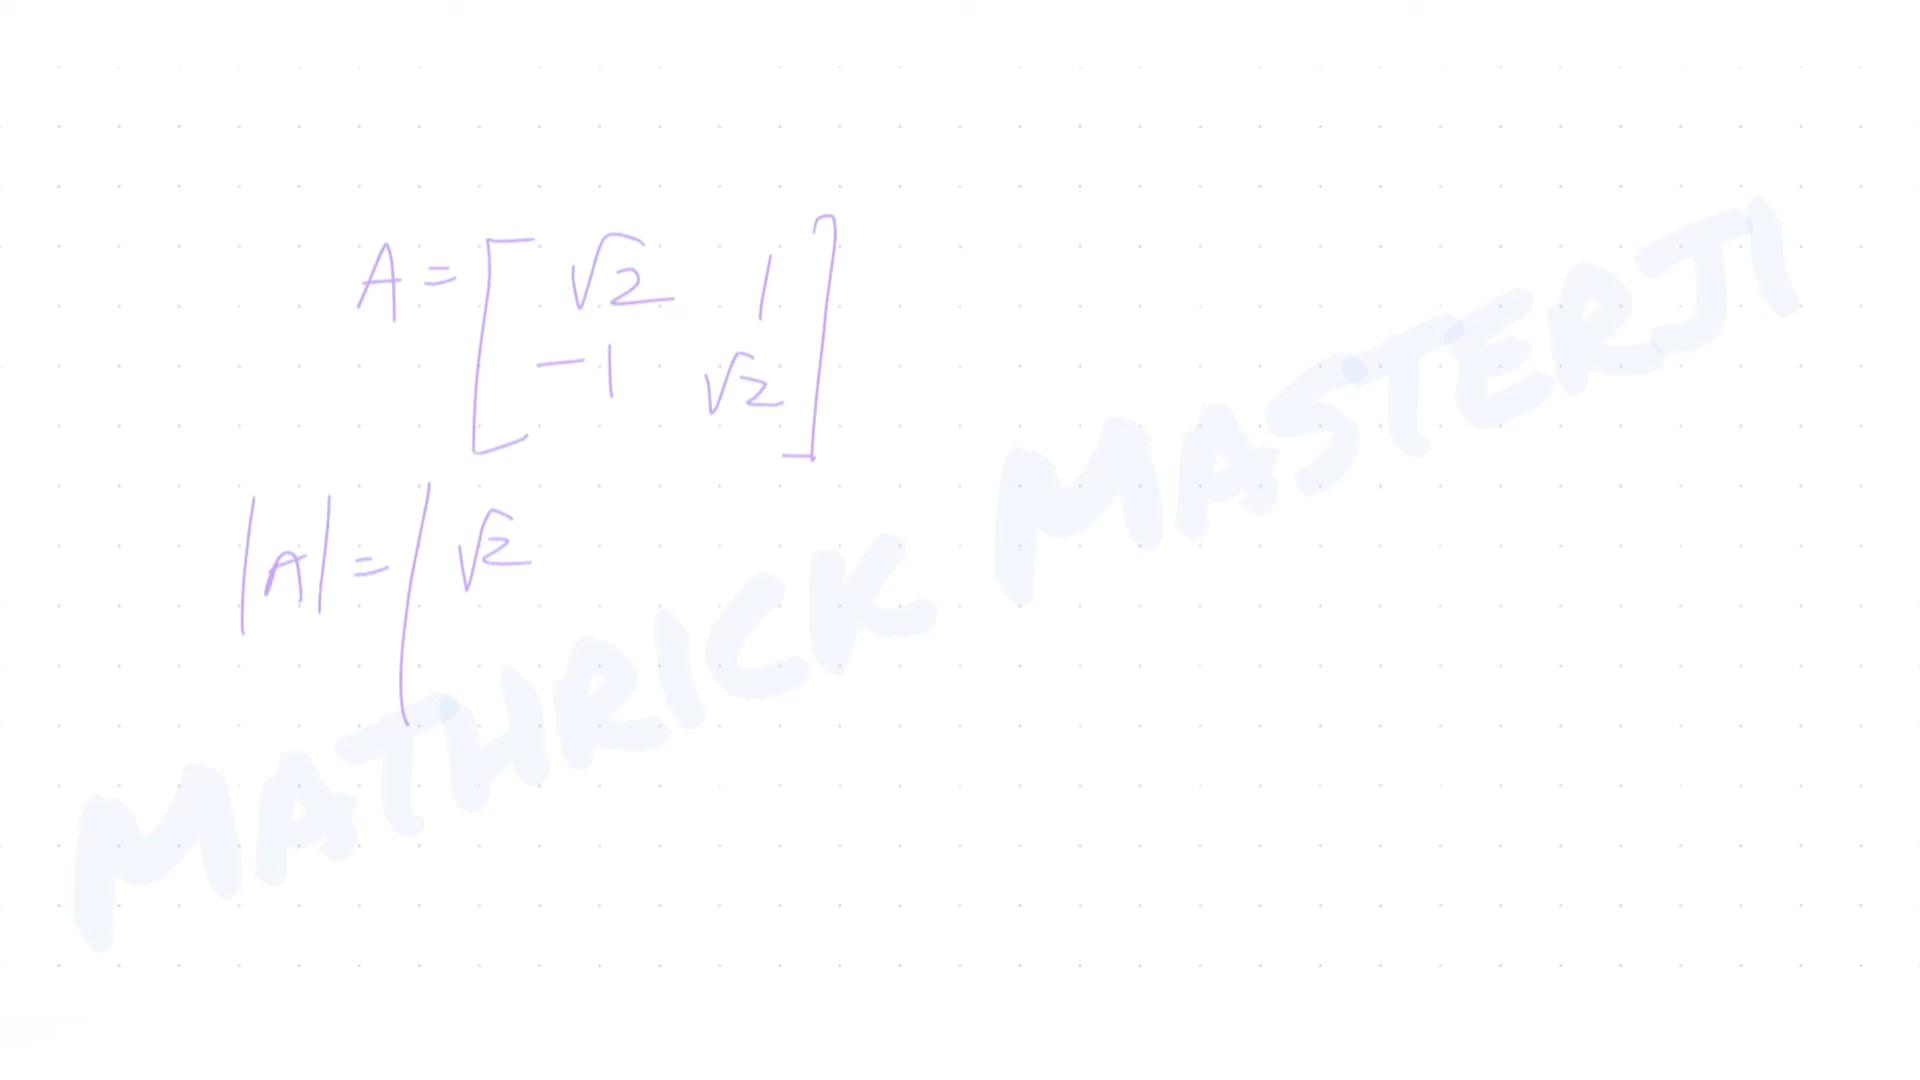 A = [ √2 1
-1 √2 ]
|A| = | √2
MATHRICK MASTERJI